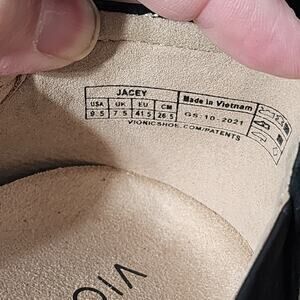 JACEY
USA UK EU CM
9.5 7.5 41.5 26.5
Made in Vietnam
GS: 10-2021
VIONICSHOE.COM/PATENTS
VIO